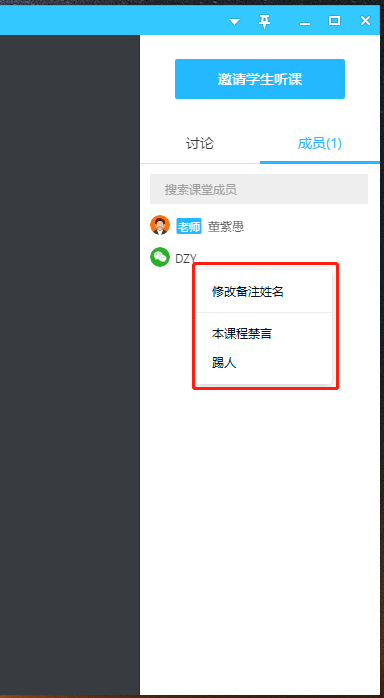 邀请学生听课
讨论
成员(1)
搜索课堂成员
老师 董紫愚
DZY
修改备注姓名
本课程禁言
踢人